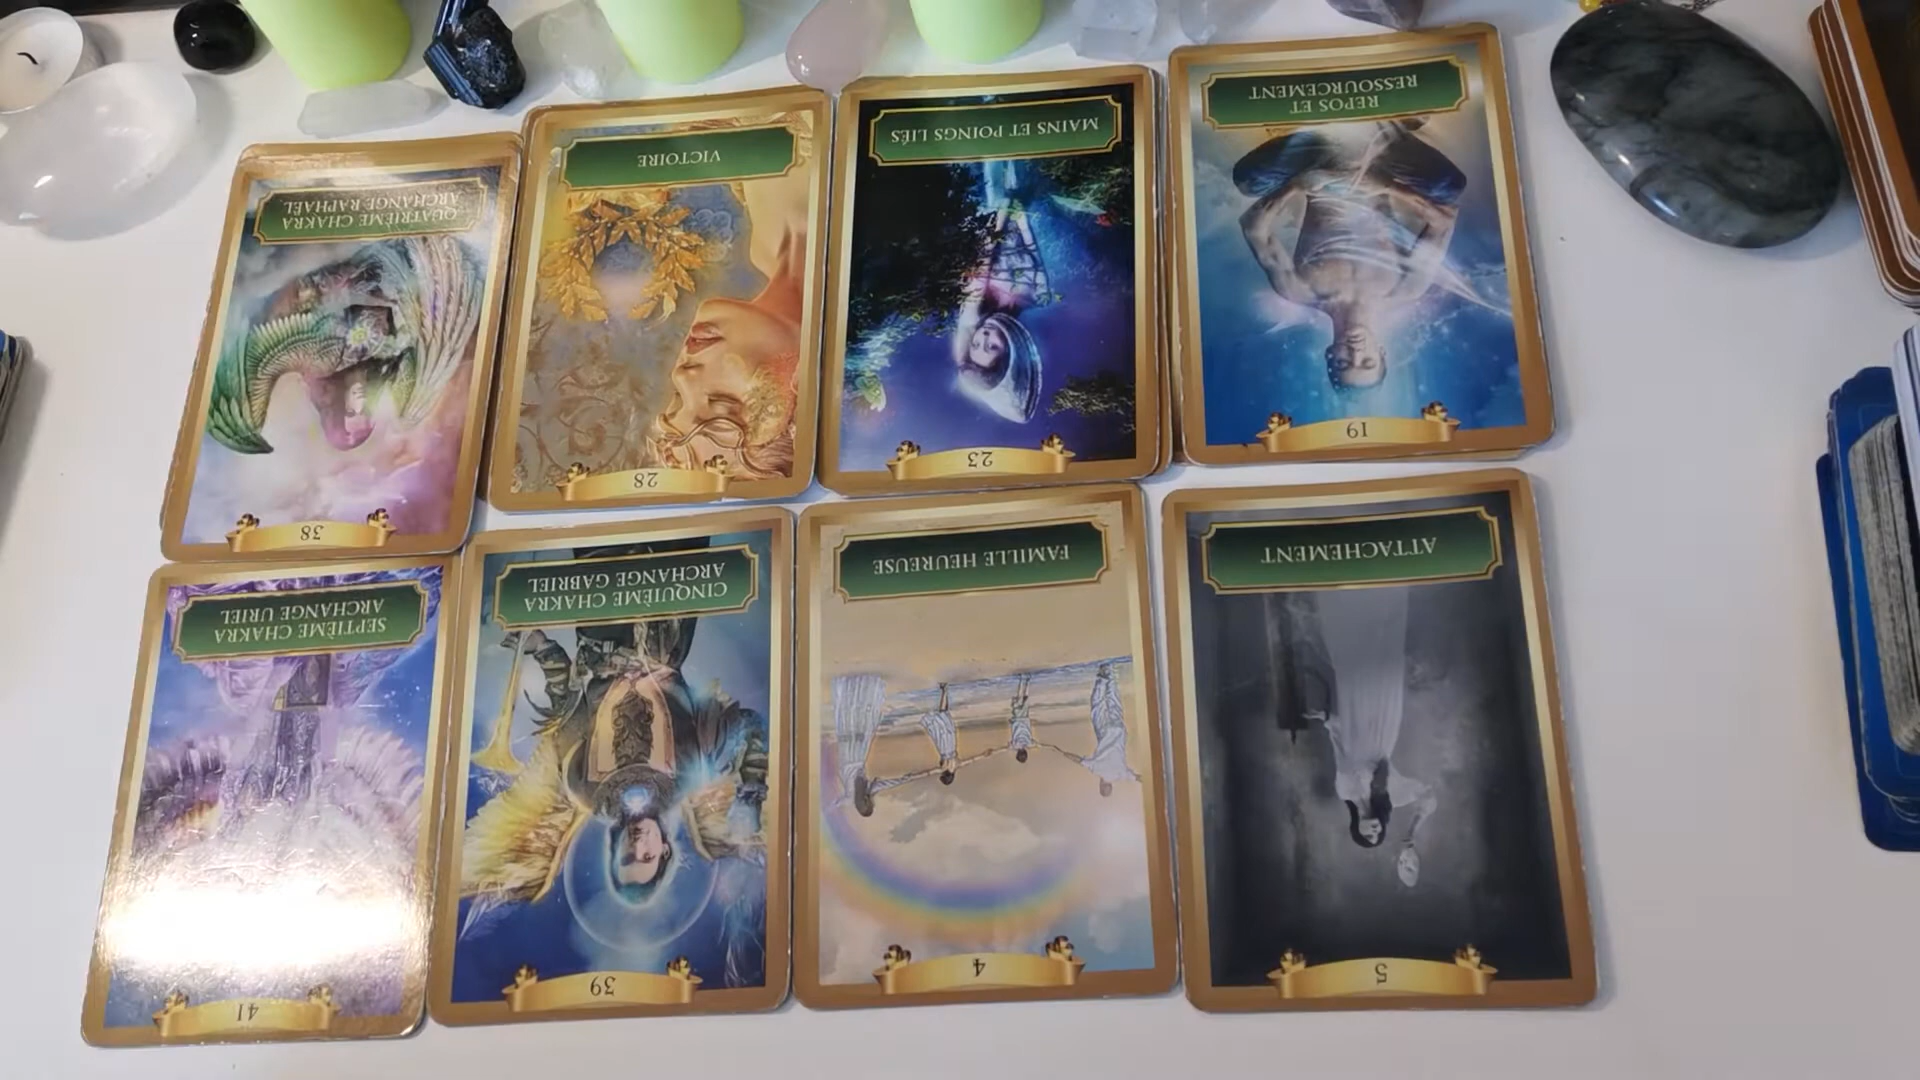 5
ATTACHEMENT
4
FAMILLE HEUREUSE
39
CINQUIÈME CHAKRA
ARCHANGE GABRIEL
41
SEPTIÈME CHAKRA
ARCHANGE URIEL
19
REPOS ET
RESSOURCEMENT
23
MAINS ET POINGS LIÉS
28
VICTOIRE
38
QUATRIÈME CHAKRA
ARCHANGE RAPHAËL